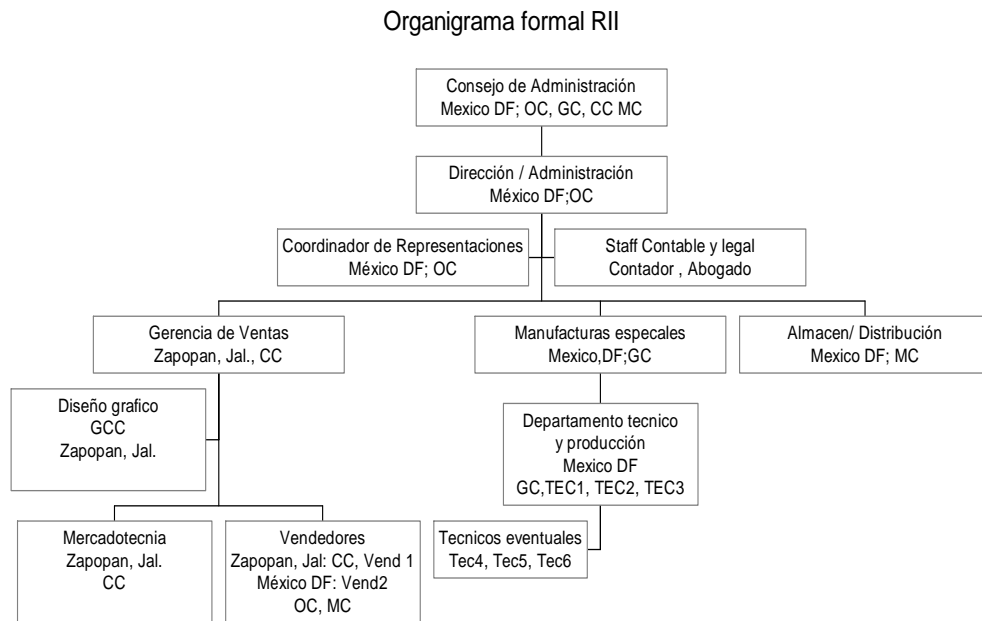 Organigrama formal RII
Consejo de Administración
Mexico DF; OC, GC, CC MC
Dirección / Administración
México DF;OC
Coordinador de Representaciones
México DF; OC
Staff Contable y legal
Contador , Abogado
Gerencia de Ventas
Zapopan, Jal., CC
Manufacturas especales
Mexico,DF;GC
Almacen/ Distribución
Mexico DF; MC
Diseño grafico
GCC
Zapopan, Jal.
Departamento tecnico
y producción
Mexico DF
GC,TEC1, TEC2, TEC3
Mercadotecnia
Zapopan, Jal.
CC
Vendedores
Zapopan, Jal: CC, Vend 1
México DF: Vend2
OC, MC
Tecnicos eventuales
Tec4, Tec5, Tec6